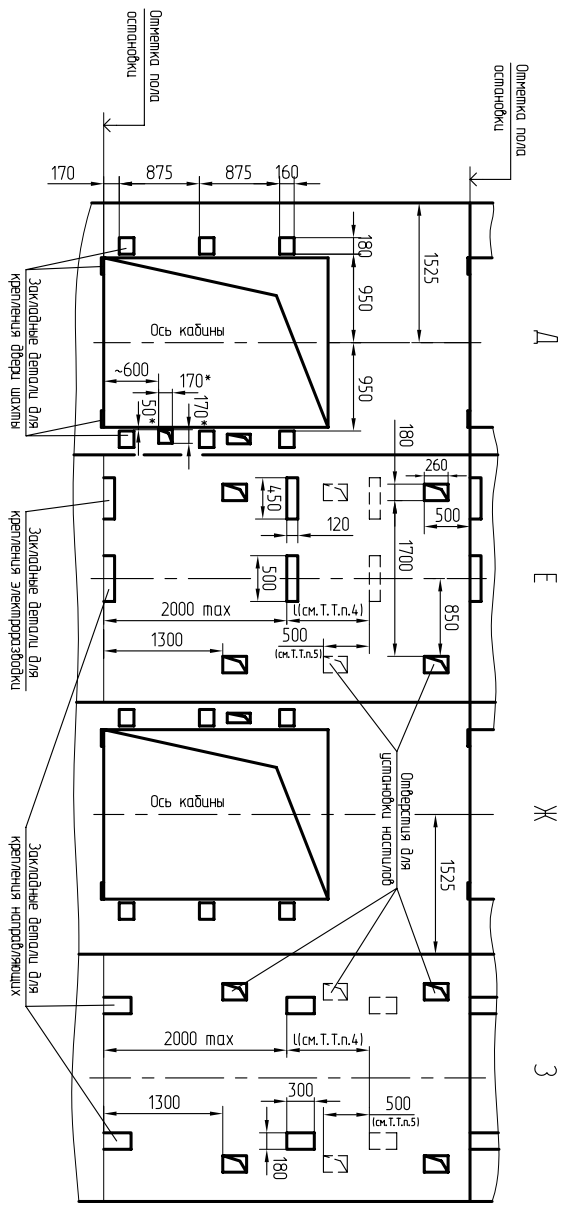 Отметка пола
остановки
Отметка пола
остановки
Д
Е
Ж
З
170
875
875
160
180
950
950
1525
Ось кабины
~600
170*
50*
170*
Закладные детали для
крепления двери шахты
180
260
500
450
120
1700
500
850
2000 max
l(см.Т.Т.п.4)
1300
500
(см.Т.Т.п.5)
Закладные детали для
крепления электроразводки
Отверстия для
установки настилов
Ось кабины
1525
Закладные детали для
крепления направляющих
2000 max
l(см.Т.Т.п.4)
300
500
(см.Т.Т.п.5)
1300
180